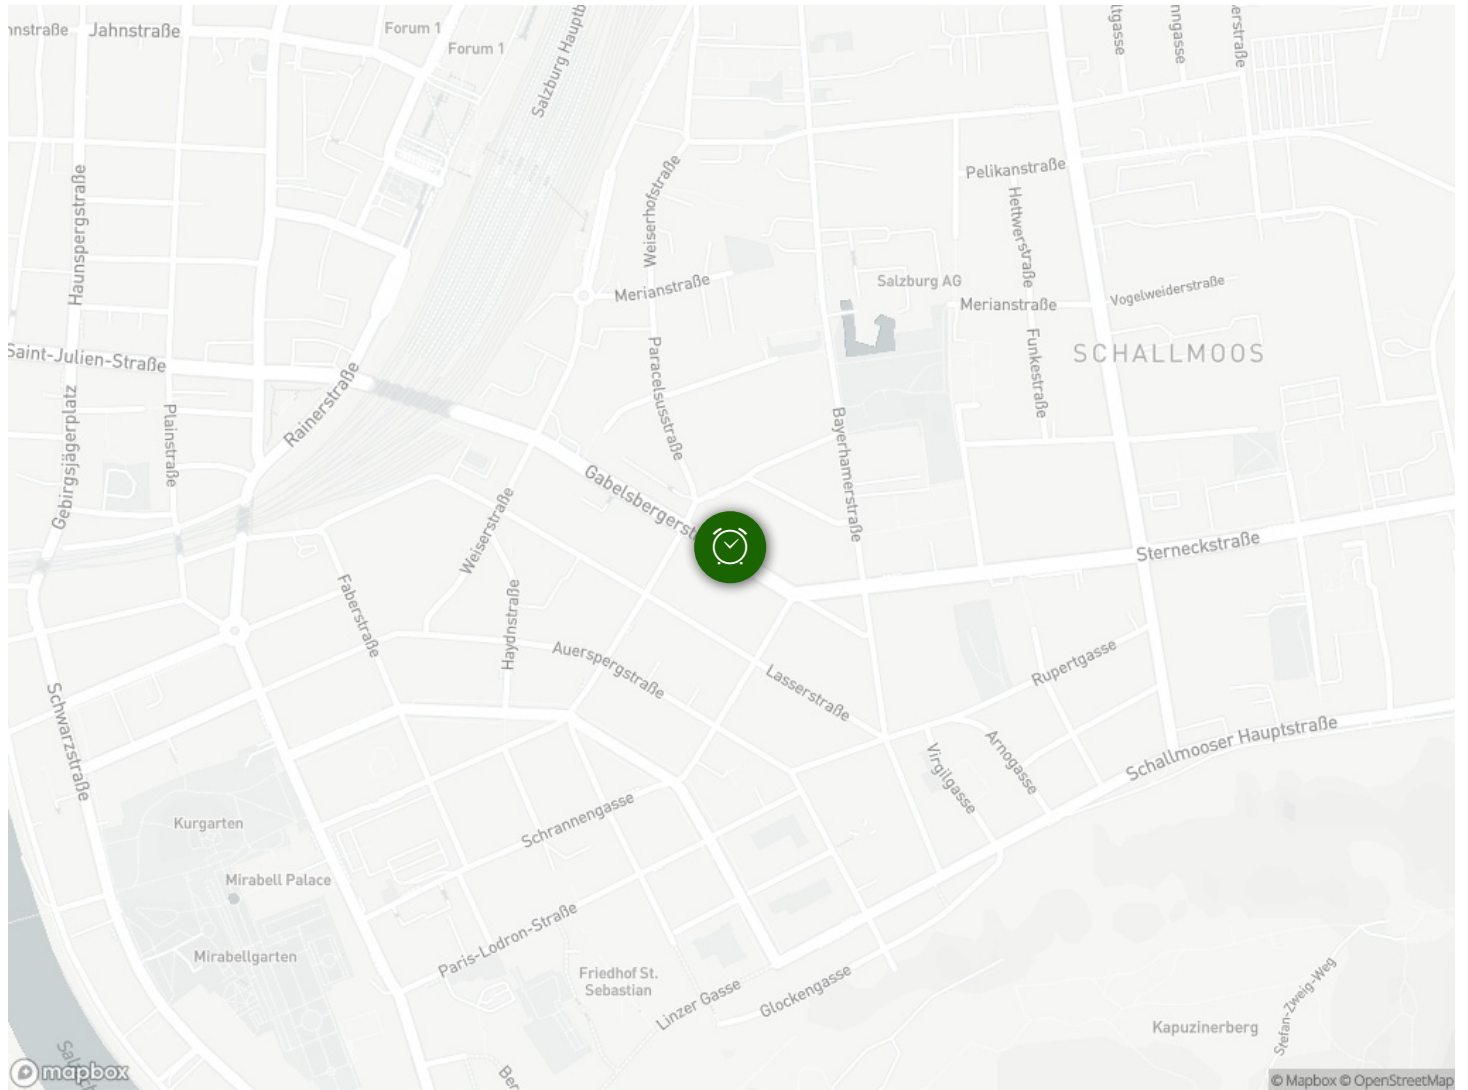 Jahnstraße
Forum 1
Forum 1
Salzburg Hauptb
Pelikanstraße
Weiserhofstraße
Hettwerstraße
Haunspergstraße
Merianstraße
Salzburg AG
Merianstraße
Vogelweiderstraße
SCHALLMOOS
Saint-Julien-Straße
Funkestraße
Paracelsusstraße
Rainerstraße
Gebirgsjägerplatz
Plainstraße
Bayerhamerstraße
Gabelsbergerst
Weiserstraße
Sterneckstraße
Faberstraße
Haydnstraße
Auerspergstraße
Lasserstraße
Rupertgasse
Schwarzstraße
Virgilgasse
Arnogasse
Schallmooser Hauptstraße
Kurgarten
Schrannengasse
Mirabell Palace
Paris-Lodron-Straße
Mirabellgarten
Friedhof St.
Sebastian
Linzer Gasse
Glockengasse
Kapuzinerberg
Stefan-Zweig-Weg
mapbox
© Mapbox © OpenStreetMap